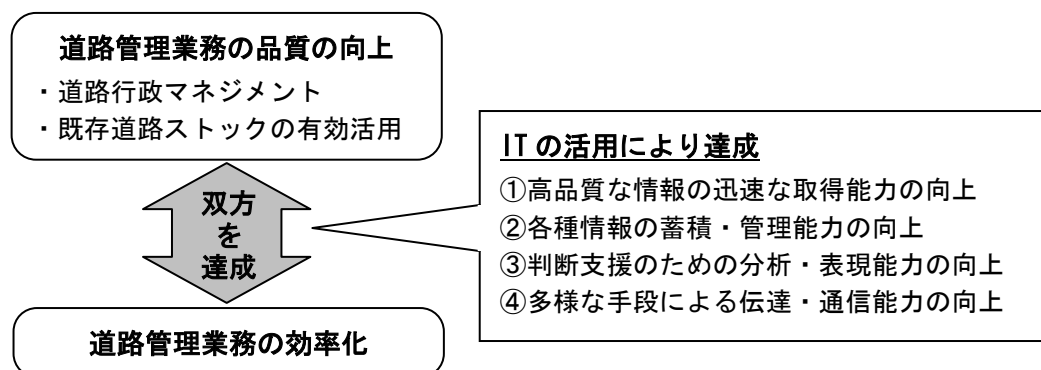 道路管理業務の品質の向上
・道路行政マネジメント
・既存道路ストックの有効活用
双方
を
達成
道路管理業務の効率化
ITの活用により達成
①高品質な情報の迅速な取得能力の向上
②各種情報の蓄積・管理能力の向上
③判断支援のための分析・表現能力の向上
④多様な手段による伝達・通信能力の向上